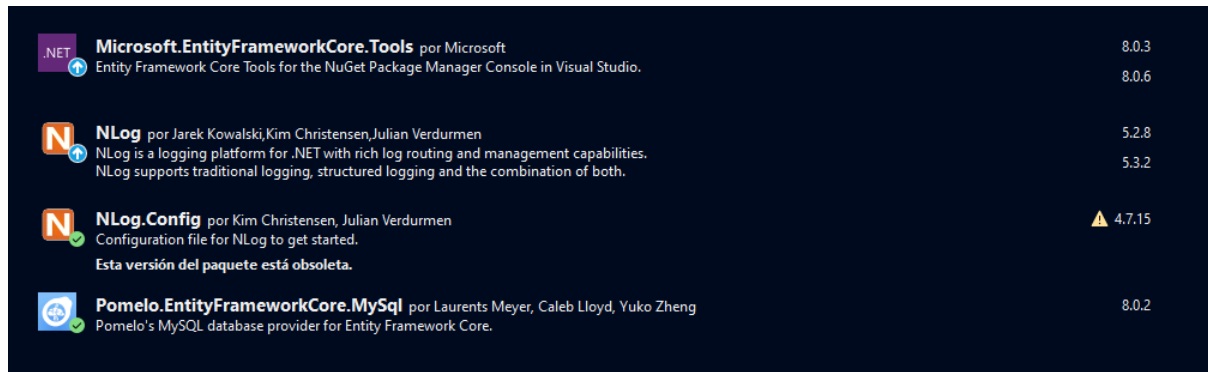 .NET
Microsoft.EntityFrameworkCore.Tools por Microsoft 8.0.3
Entity Framework Core Tools for the NuGet Package Manager Console in Visual Studio.
8.0.6
N
NLog por Jarek Kowalski,Kim Christensen,Julian Verdurmen 5.2.8
NLog is a logging platform for .NET with rich log routing and management capabilities.
5.3.2
NLog supports traditional logging, structured logging and the combination of both.
N
NLog.Config por Kim Christensen, Julian Verdurmen 4.7.15
Configuration file for NLog to get started.
Esta versión del paquete está obsoleta.
Pomelo.EntityFrameworkCore.MySql por Laurents Meyer, Caleb Lloyd, Yuko Zheng 8.0.2
Pomelo's MySQL database provider for Entity Framework Core.